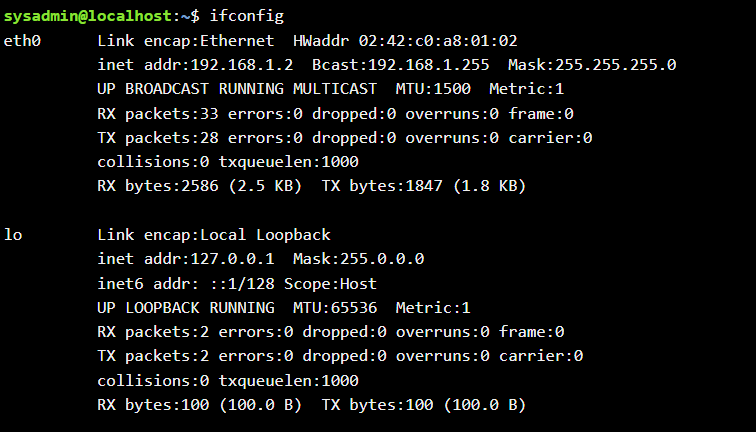 sysadmin@localhost:~$ ifconfig
eth0 Link encap:Ethernet HWaddr 02:42:c0:a8:01:02
inet addr:192.168.1.2 Bcast:192.168.1.255 Mask:255.255.255.0
UP BROADCAST RUNNING MULTICAST MTU:1500 Metric:1
RX packets:33 errors:0 dropped:0 overruns:0 frame:0
TX packets:28 errors:0 dropped:0 overruns:0 carrier:0
collisions:0 txqueuelen:1000
RX bytes:2586 (2.5 KB) TX bytes:1847 (1.8 KB)
lo Link encap:Local Loopback
inet addr:127.0.0.1 Mask:255.0.0.0
inet6 addr: ::1/128 Scope:Host
UP LOOPBACK RUNNING MTU:65536 Metric:1
RX packets:2 errors:0 dropped:0 overruns:0 frame:0
TX packets:2 errors:0 dropped:0 overruns:0 carrier:0
collisions:0 txqueuelen:1000
RX bytes:100 (100.0 B) TX bytes:100 (100.0 B)